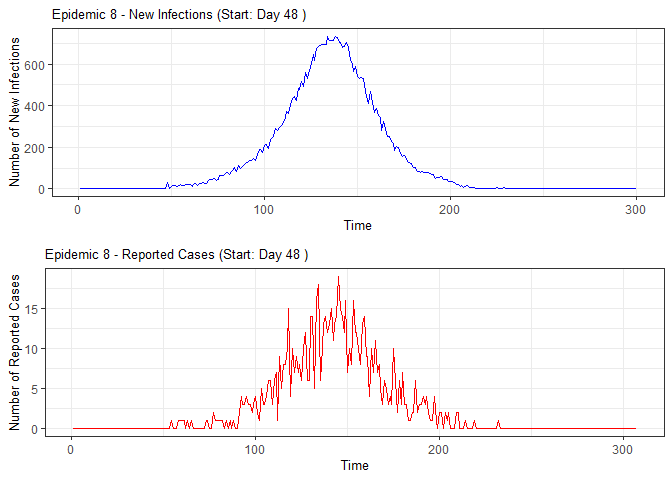 Epidemic 8 - New Infections (Start: Day 48 )
Number of New Infections
600
400
200
0
0 100 200 300
Time
Epidemic 8 - Reported Cases (Start: Day 48 )
Number of Reported Cases
15
10
5
0
0 100 200 300
Time